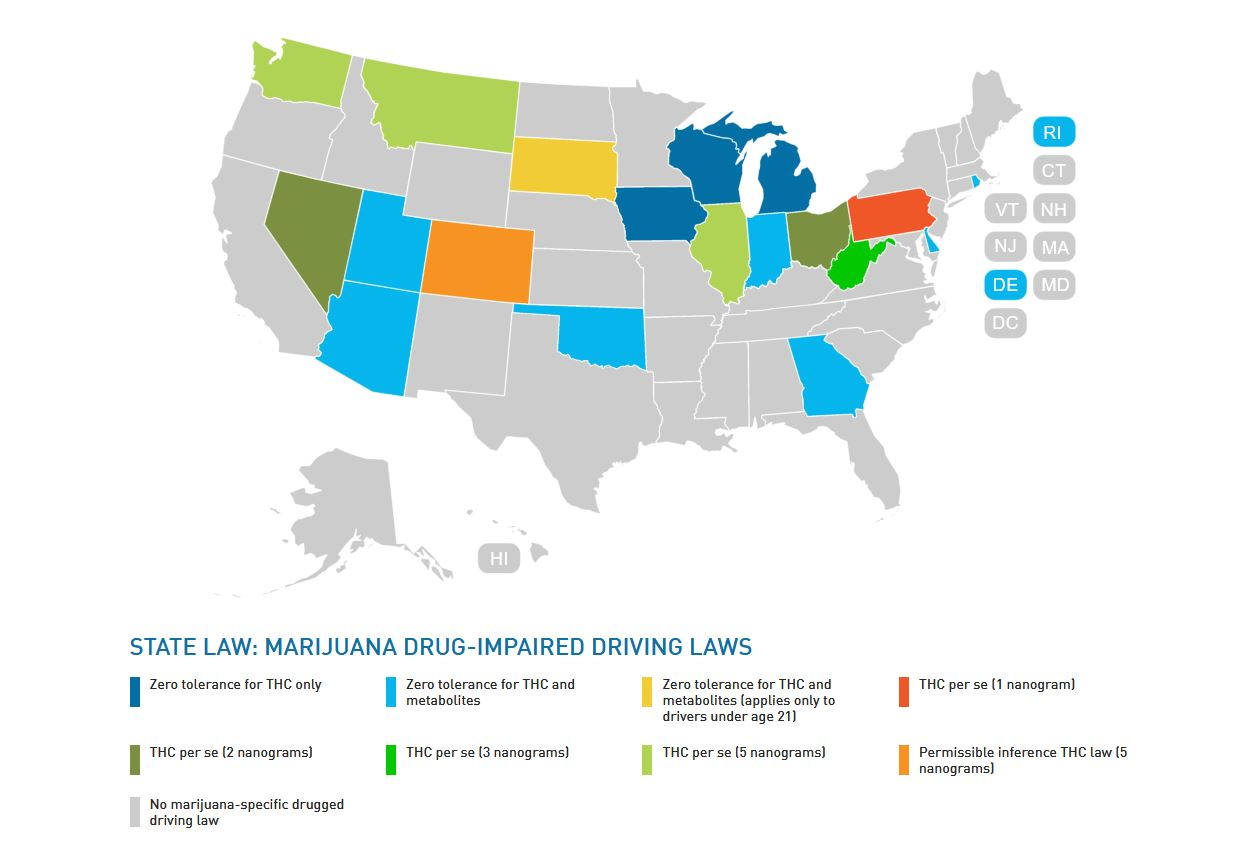 RI
CT
VT NH
NJ MA
DE MD
DC
HI
STATE LAW: MARIJUANA DRUG-IMPAIRED DRIVING LAWS
Zero tolerance for THC only
Zero tolerance for THC and
metabolites
Zero tolerance for THC and
metabolites (applies only to
drivers under age 21)
THC per se (1 nanogram)
THC per se (2 nanograms)
THC per se (3 nanograms)
THC per se (5 nanograms)
Permissible inference THC law (5
nanograms)
No marijuana-specific drugged
driving law